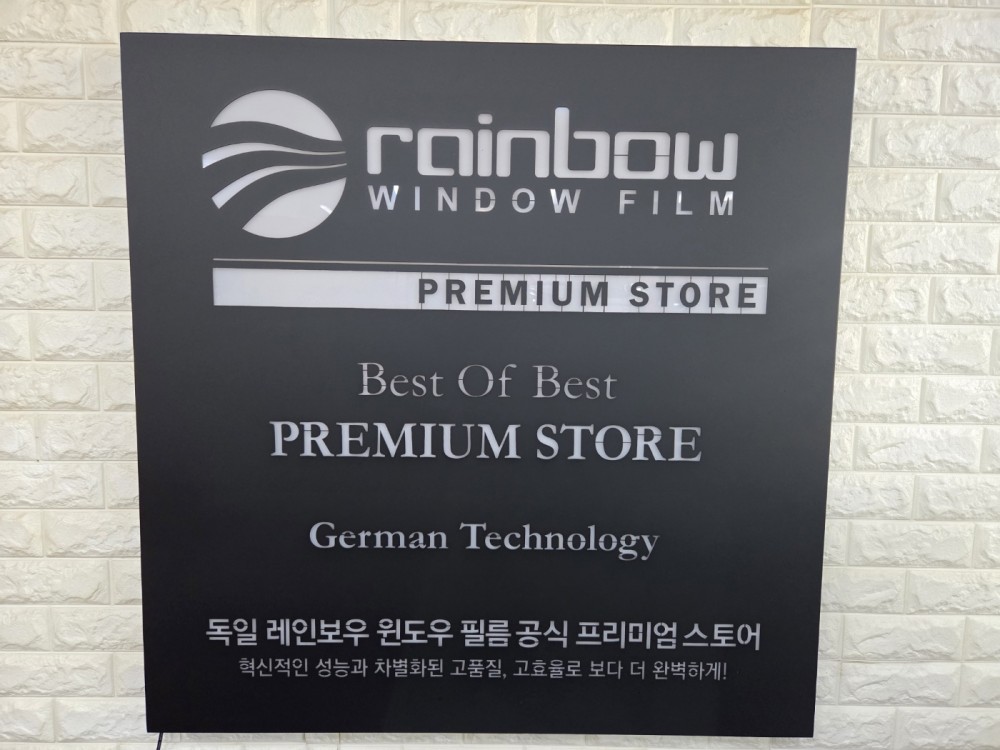 rainbow
WINDOW FILM
PREMIUM STORE
Best Of Best
PREMIUM STORE
German Technology
독일 레인보우 윈도우 필름 공식 프리미엄 스토어
혁신적인 성능과 차별화된 고품질, 고효율로 보다 더 완벽하게!